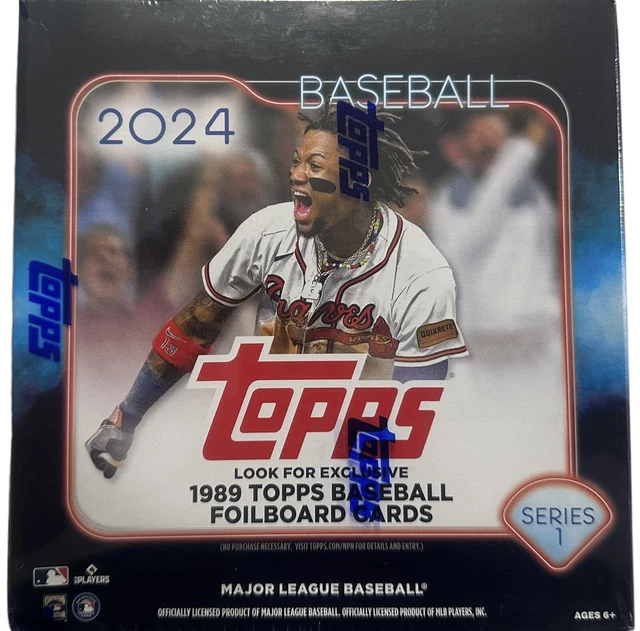 BASEBALL
2024
TOPPS
TOPPS
Braves
QUIKRETE
13
TOPPS®
TOPPS
LOOK FOR EXCLUSIVE
1989 TOPPS BASEBALL
FOILBOARD CARDS
SERIES
1
(NO PURCHASE NECESSARY. VISIT TOPPS.COM/NPN FOR DETAILS AND ENTRY.)
PLAYERS
MAJOR LEAGUE BASEBALL®
OFFICIALLY LICENSED PRODUCT OF MAJOR LEAGUE BASEBALL. OFFICIALLY LICENSED PRODUCT OF MLB PLAYERS, INC.
AGES 6+